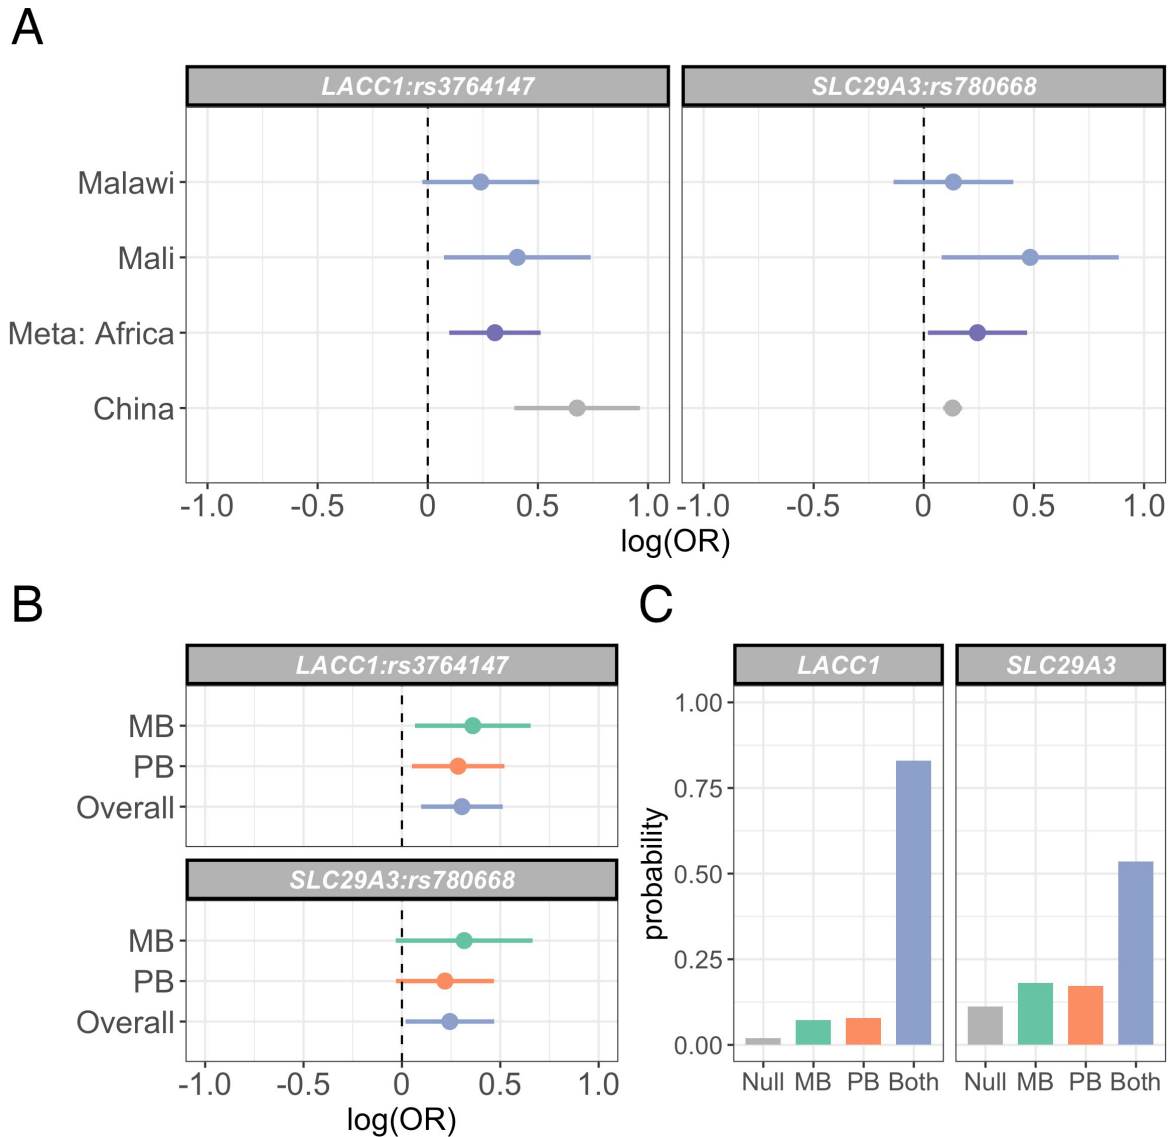 A
LACC1:rs3764147 SLC29A3:rs780668
Malawi
Mali
Meta: Africa
China
-1.0 -0.5 0 0.5 1.0 -1.0 -0.5 0 0.5 1.0
log(OR)
B
LACC1:rs3764147
MB
PB
Overall
SLC29A3:rs780668
MB
PB
Overall
-1.0 -0.5 0 0.5 1.0
log(OR)
C
LACC1 SLC29A3
probability
1.00
0.75
0.50
0.25
0.00
Null MB PB Both Null MB PB Both